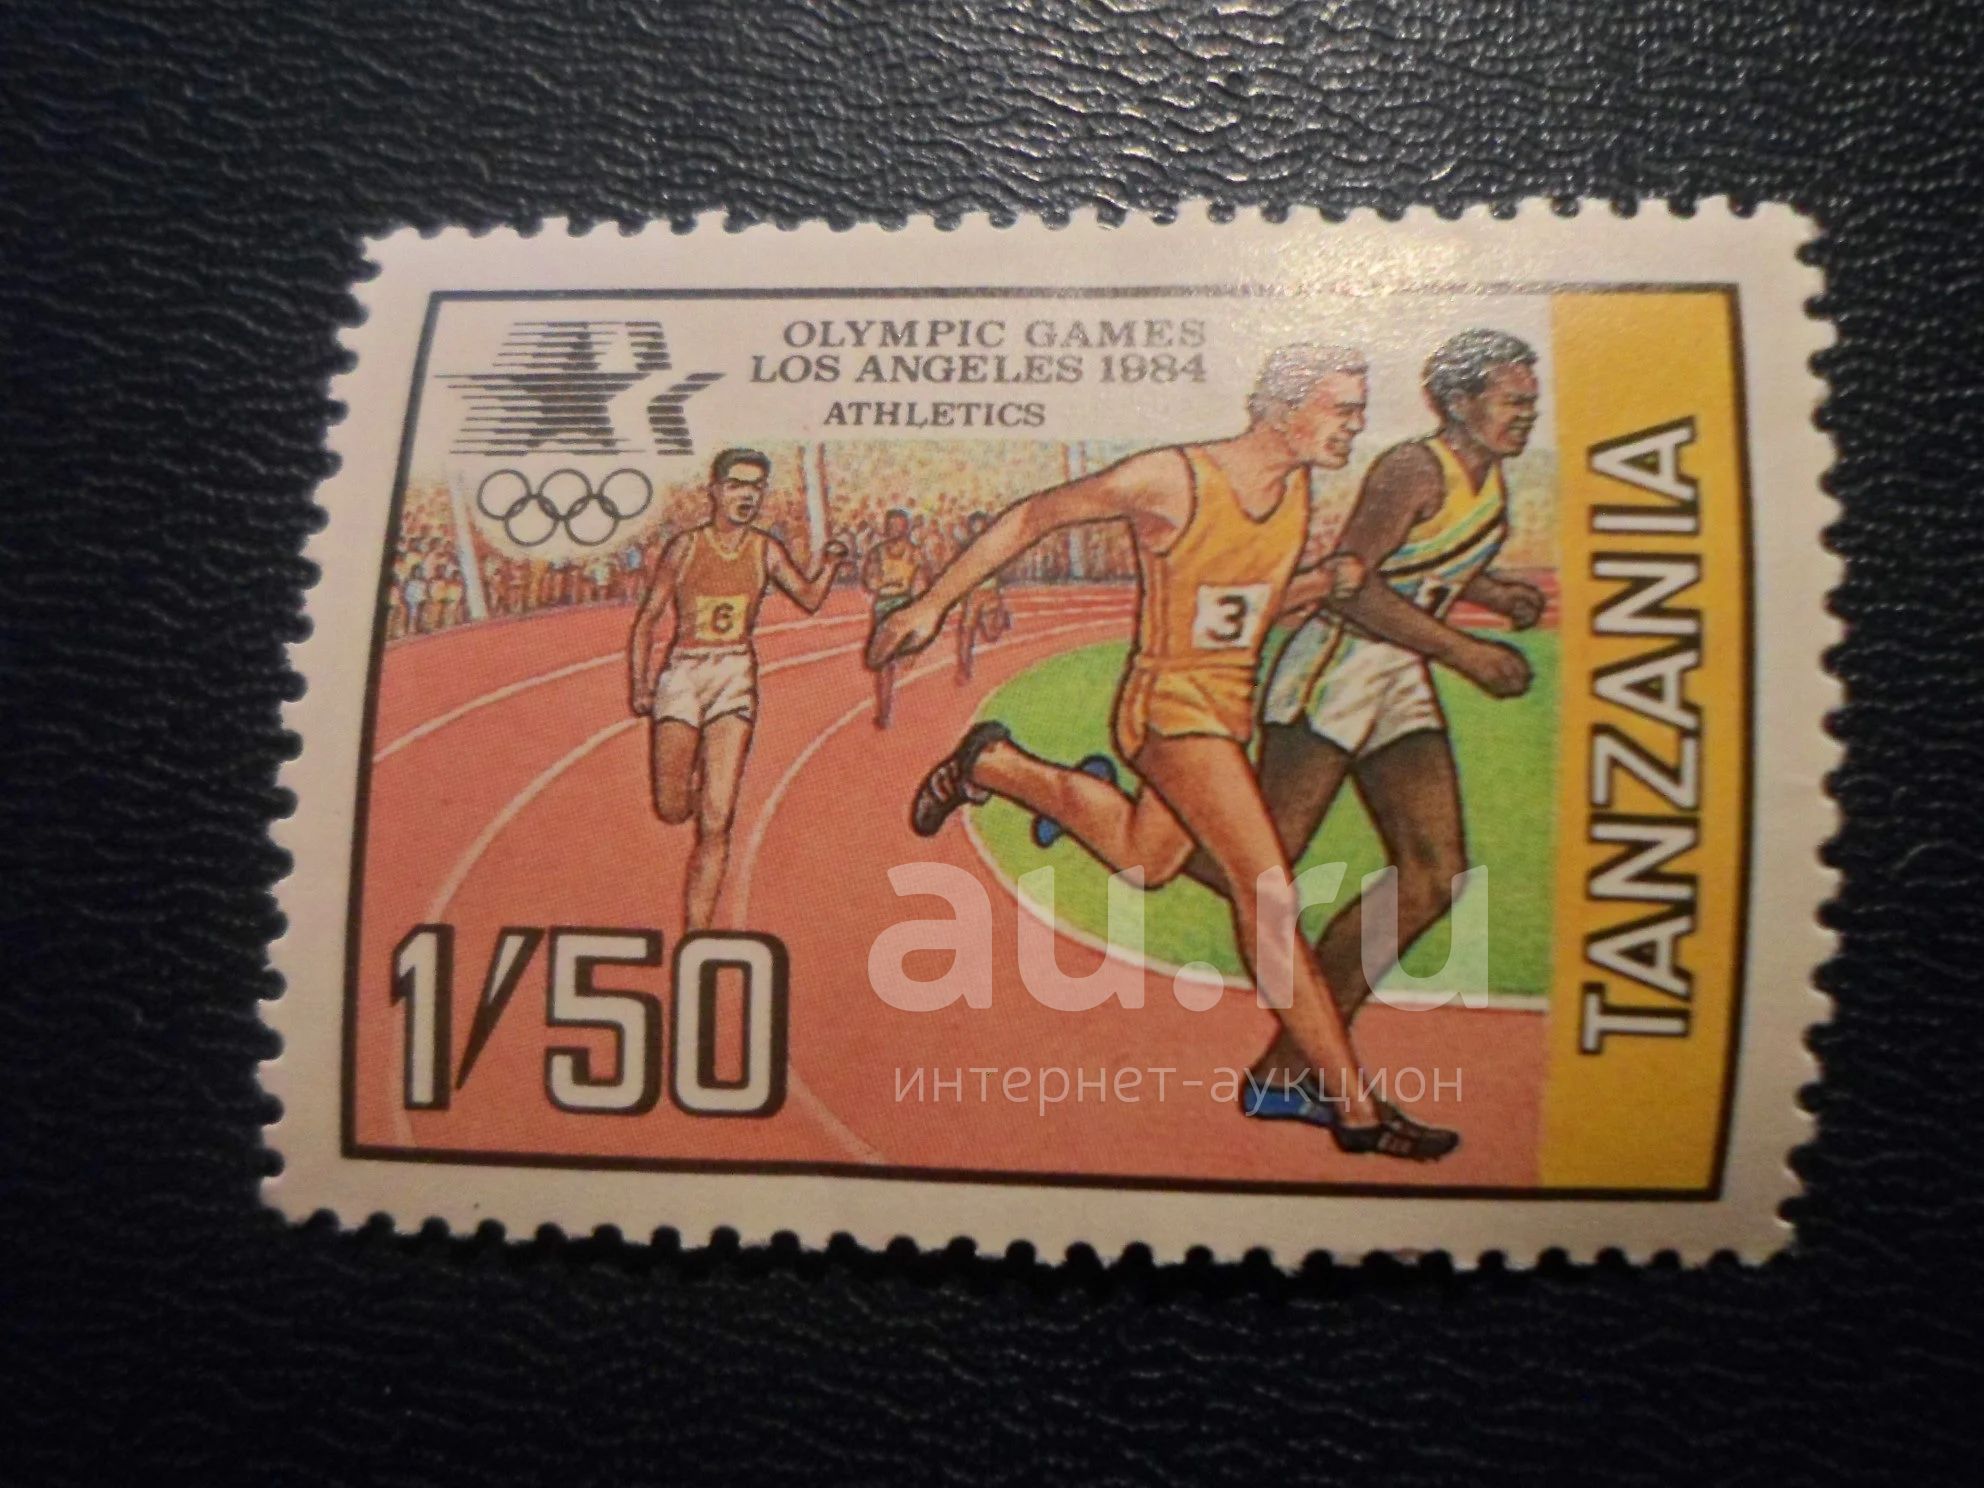 OLYMPIC GAMES
LOS ANGELES 1984
ATHLETICS
6
3
1/50
TANZANIA
au.ru
интернет-аукцион